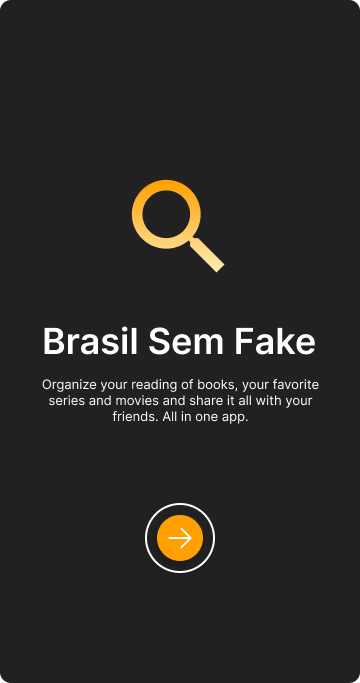 Brasil Sem Fake
Organize your reading of books, your favorite
series and movies and share it all with your
friends. All in one app.